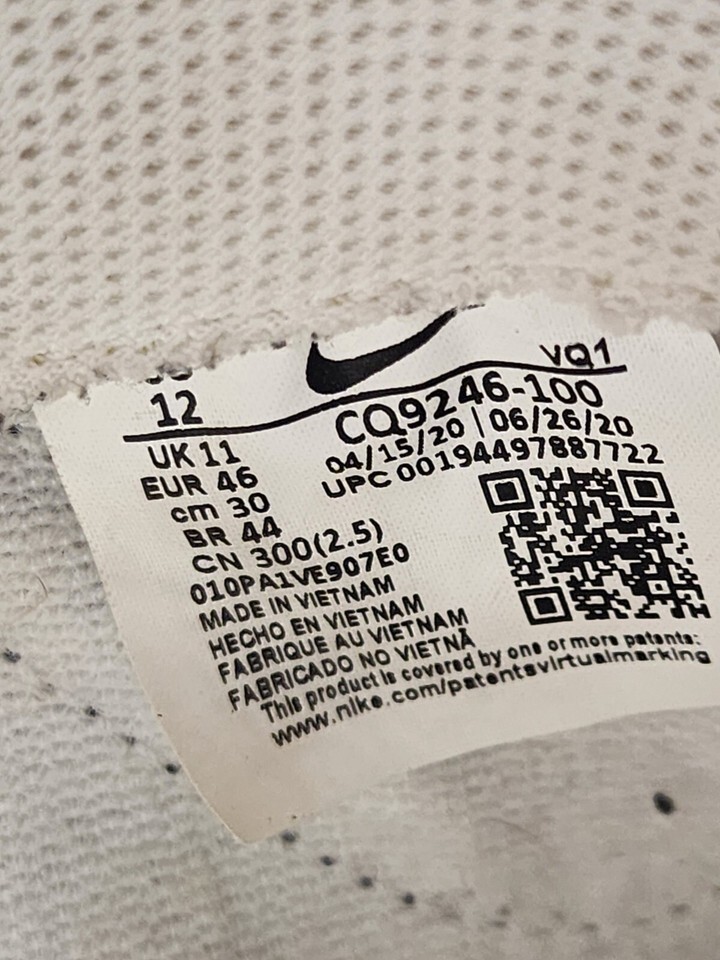 VQ1
12
CQ9246-100
UK 11
04/15/20 | 06/26/20
EUR 46
UPC 00194497887722
cm 30
BR 44
CN 300(2.5)
010PA1VE907E0
MADE IN VIETNAM
HECHO EN VIETNAM
FABRIQUE AU VIETNAM
FABRICADO NO VIETNÃ
This product is covered by one or more patents:
www.nike.com/patentsvirtualmarking